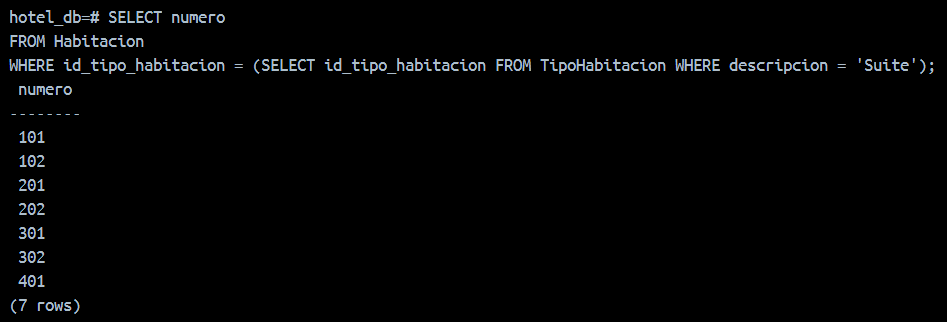 hotel_db=# SELECT numero
FROM Habitacion
WHERE id_tipo_habitacion = (SELECT id_tipo_habitacion FROM TipoHabitacion WHERE descripcion = 'Suite');
 numero
--------
 101
 102
 201
 202
 301
 302
 401
(7 rows)